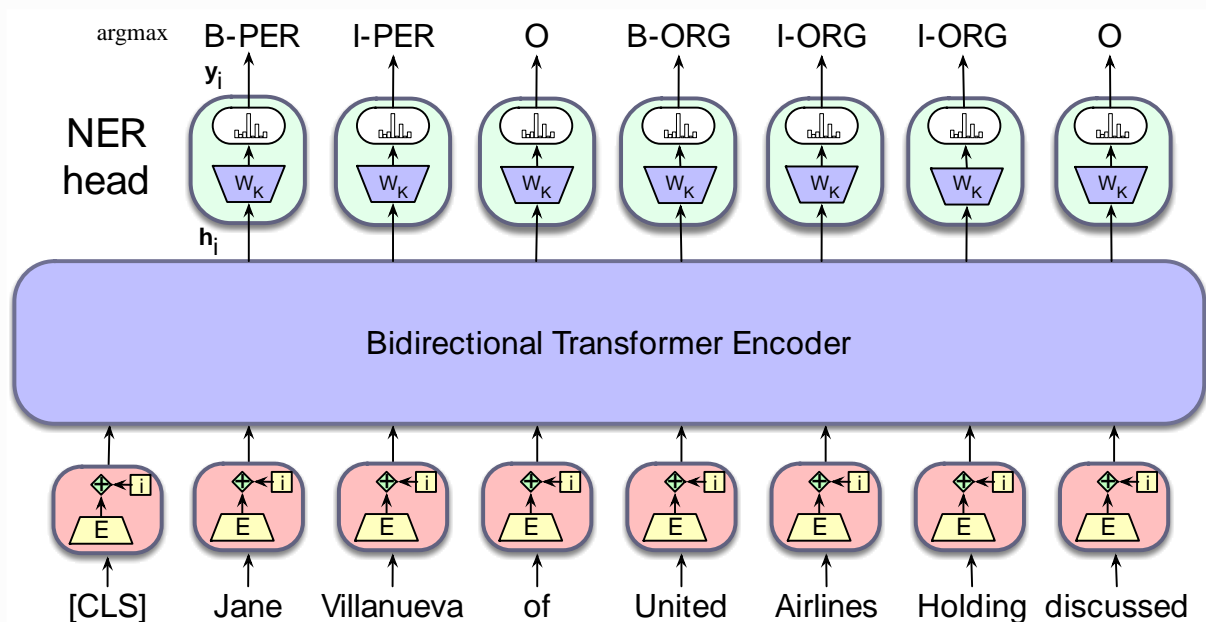 argmax B-PER I-PER O B-ORG I-ORG I-ORG O
yi
NER
head
WK WK WK WK WK WK WK
hi
Bidirectional Transformer Encoder
+ i + i + i + i + i + i + i + i
E E E E E E E E
[CLS] Jane Villanueva of United Airlines Holding discussed